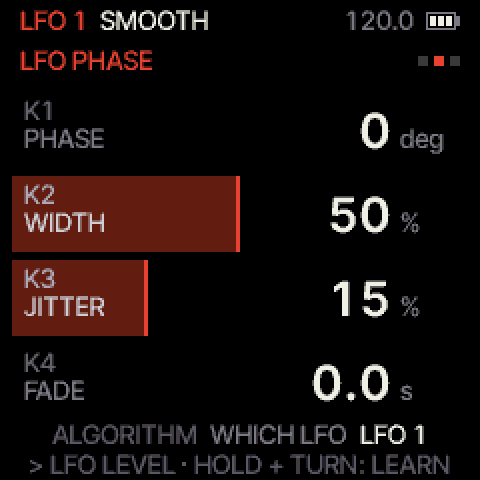 LFO 1 SMOOTH 120.0
LFO PHASE
K1
PHASE 0 deg
K2
WIDTH 50 %
K3
JITTER 15 %
K4
FADE 0.0 s
ALGORITHM WHICH LFO LFO 1
> LFO LEVEL · HOLD + TURN: LEARN